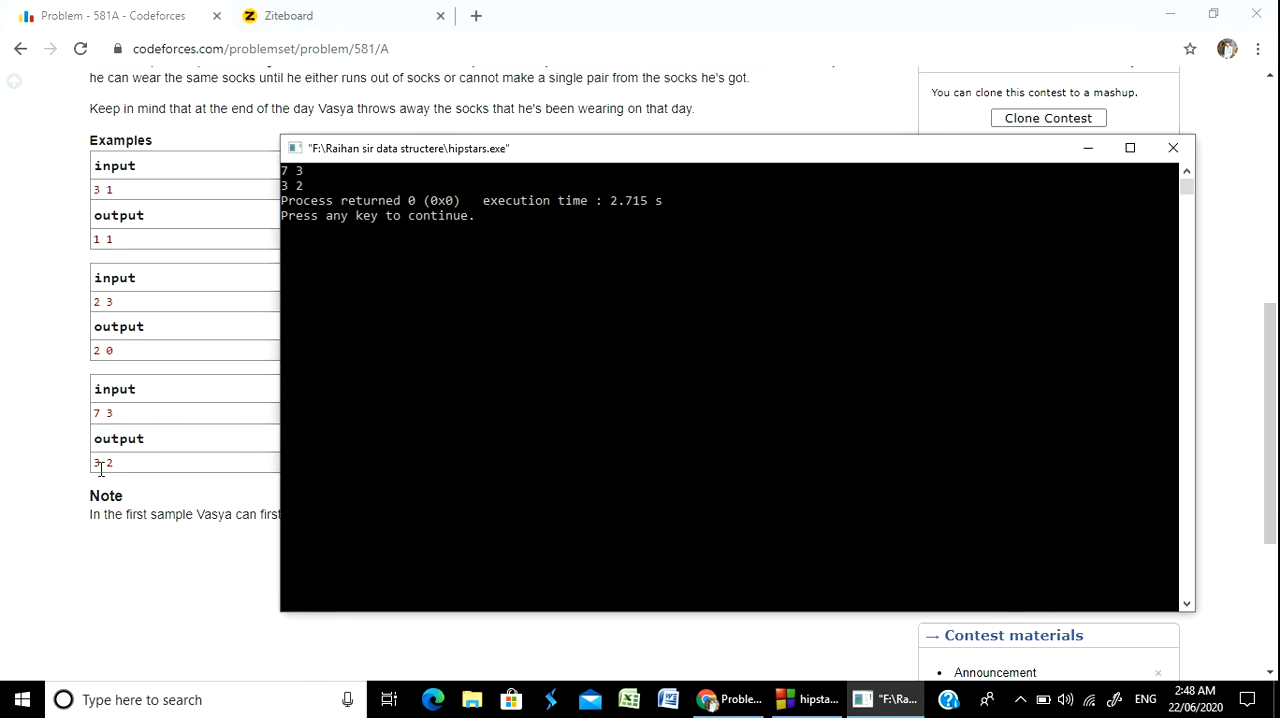 Problem - 581A - Codeforces
Ziteboard
codeforces.com/problemset/problem/581/A
he can wear the same socks until he either runs out of socks or cannot make a single pair from the socks he's got.
Keep in mind that at the end of the day Vasya throws away the socks that he's been wearing on that day.
You can clone this contest to a mashup.
Clone Contest
Examples
input
3 1
output
1 1
input
2 3
output
2 0
input
7 3
output
3 2
Note
In the first sample Vasya can first
"F:\Raihan sir data structere\hipstars.exe"
7 3
3 2
Process returned 0 (0x0)   execution time : 2.715 s
Press any key to continue.
→ Contest materials
Announcement
Type here to search
Proble...
hipsta...
"F:\Ra...
ENG
2:48 AM
22/06/2020